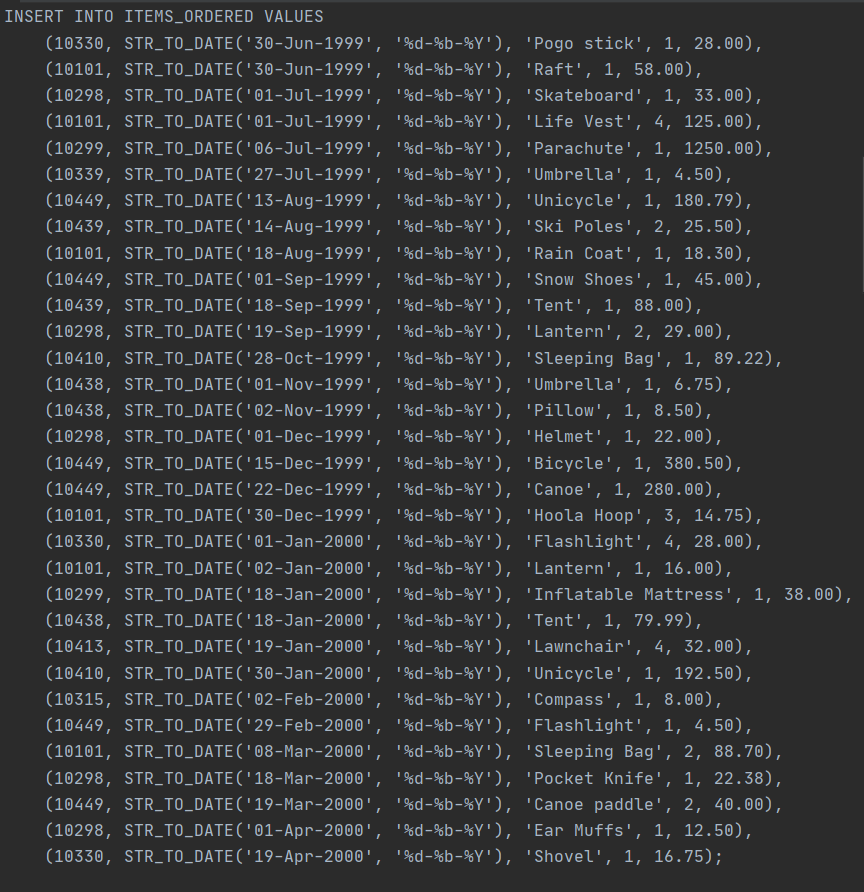 INSERT INTO ITEMS_ORDERED VALUES
(10330, STR_TO_DATE('30-Jun-1999', '%d-%b-%Y'), 'Pogo stick', 1, 28.00),
(10101, STR_TO_DATE('30-Jun-1999', '%d-%b-%Y'), 'Raft', 1, 58.00),
(10298, STR_TO_DATE('01-Jul-1999', '%d-%b-%Y'), 'Skateboard', 1, 33.00),
(10101, STR_TO_DATE('01-Jul-1999', '%d-%b-%Y'), 'Life Vest', 4, 125.00),
(10299, STR_TO_DATE('06-Jul-1999', '%d-%b-%Y'), 'Parachute', 1, 1250.00),
(10339, STR_TO_DATE('27-Jul-1999', '%d-%b-%Y'), 'Umbrella', 1, 4.50),
(10449, STR_TO_DATE('13-Aug-1999', '%d-%b-%Y'), 'Unicycle', 1, 180.79),
(10439, STR_TO_DATE('14-Aug-1999', '%d-%b-%Y'), 'Ski Poles', 2, 25.50),
(10101, STR_TO_DATE('18-Aug-1999', '%d-%b-%Y'), 'Rain Coat', 1, 18.30),
(10449, STR_TO_DATE('01-Sep-1999', '%d-%b-%Y'), 'Snow Shoes', 1, 45.00),
(10439, STR_TO_DATE('18-Sep-1999', '%d-%b-%Y'), 'Tent', 1, 88.00),
(10298, STR_TO_DATE('19-Sep-1999', '%d-%b-%Y'), 'Lantern', 2, 29.00),
(10410, STR_TO_DATE('28-Oct-1999', '%d-%b-%Y'), 'Sleeping Bag', 1, 89.22),
(10438, STR_TO_DATE('01-Nov-1999', '%d-%b-%Y'), 'Umbrella', 1, 6.75),
(10438, STR_TO_DATE('02-Nov-1999', '%d-%b-%Y'), 'Pillow', 1, 8.50),
(10298, STR_TO_DATE('01-Dec-1999', '%d-%b-%Y'), 'Helmet', 1, 22.00),
(10449, STR_TO_DATE('15-Dec-1999', '%d-%b-%Y'), 'Bicycle', 1, 380.50),
(10449, STR_TO_DATE('22-Dec-1999', '%d-%b-%Y'), 'Canoe', 1, 280.00),
(10101, STR_TO_DATE('30-Dec-1999', '%d-%b-%Y'), 'Hoola Hoop', 3, 14.75),
(10330, STR_TO_DATE('01-Jan-2000', '%d-%b-%Y'), 'Flashlight', 4, 28.00),
(10101, STR_TO_DATE('02-Jan-2000', '%d-%b-%Y'), 'Lantern', 1, 16.00),
(10299, STR_TO_DATE('18-Jan-2000', '%d-%b-%Y'), 'Inflatable Mattress', 1, 38.00),
(10438, STR_TO_DATE('18-Jan-2000', '%d-%b-%Y'), 'Tent', 1, 79.99),
(10413, STR_TO_DATE('19-Jan-2000', '%d-%b-%Y'), 'Lawnchair', 4, 32.00),
(10410, STR_TO_DATE('30-Jan-2000', '%d-%b-%Y'), 'Unicycle', 1, 192.50),
(10315, STR_TO_DATE('02-Feb-2000', '%d-%b-%Y'), 'Compass', 1, 8.00),
(10449, STR_TO_DATE('29-Feb-2000', '%d-%b-%Y'), 'Flashlight', 1, 4.50),
(10101, STR_TO_DATE('08-Mar-2000', '%d-%b-%Y'), 'Sleeping Bag', 2, 88.70),
(10298, STR_TO_DATE('18-Mar-2000', '%d-%b-%Y'), 'Pocket Knife', 1, 22.38),
(10449, STR_TO_DATE('19-Mar-2000', '%d-%b-%Y'), 'Canoe paddle', 2, 40.00),
(10298, STR_TO_DATE('01-Apr-2000', '%d-%b-%Y'), 'Ear Muffs', 1, 12.50),
(10330, STR_TO_DATE('19-Apr-2000', '%d-%b-%Y'), 'Shovel', 1, 16.75);